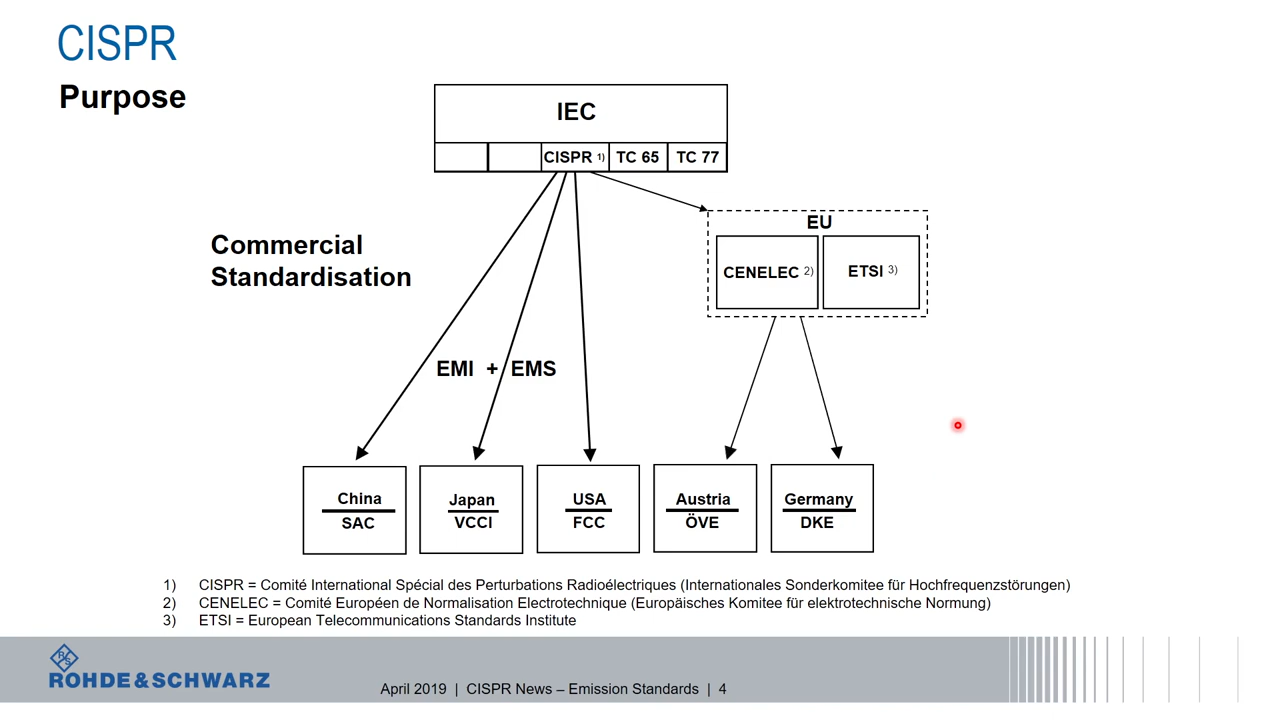 CISPR
Purpose
IEC
CISPR 1) TC 65 TC 77
EU
CENELEC 2) ETSI 3)
Commercial
Standardisation
EMI + EMS
China
SAC
Japan
VCCI
USA
FCC
Austria
ÖVE
Germany
DKE
1) CISPR = Comité International Spécial des Perturbations Radioélectriques (Internationales Sonderkomitee für Hochfrequenzstörungen)
2) CENELEC = Comité Européen de Normalisation Electrotechnique (Europäisches Komitee für elektrotechnische Normung)
3) ETSI = European Telecommunications Standards Institute
R S
ROHDE & SCHWARZ
April 2019 | CISPR News – Emission Standards | 4